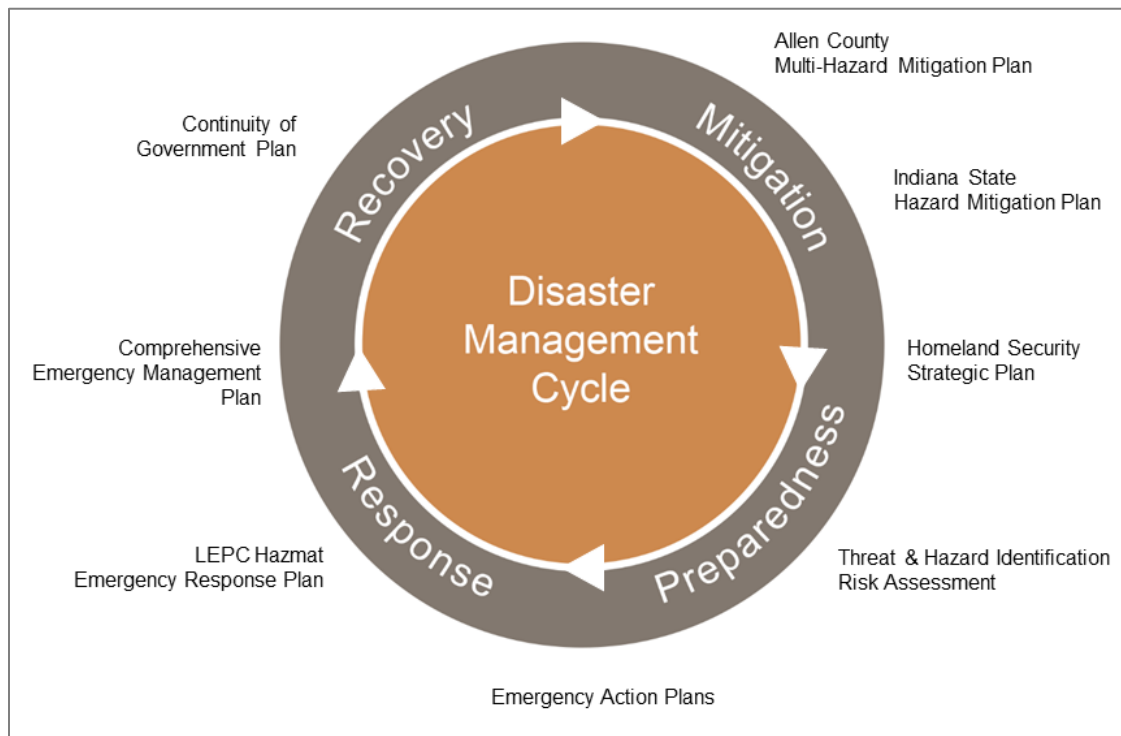 Allen County
Multi-Hazard Mitigation Plan
Continuity of
Government Plan
Recovery
Mitigation
Indiana State
Hazard Mitigation Plan
Disaster
Management
Cycle
Comprehensive
Emergency Management
Plan
Homeland Security
Strategic Plan
Response
Preparedness
LEPC Hazmat
Emergency Response Plan
Threat & Hazard Identification
Risk Assessment
Emergency Action Plans